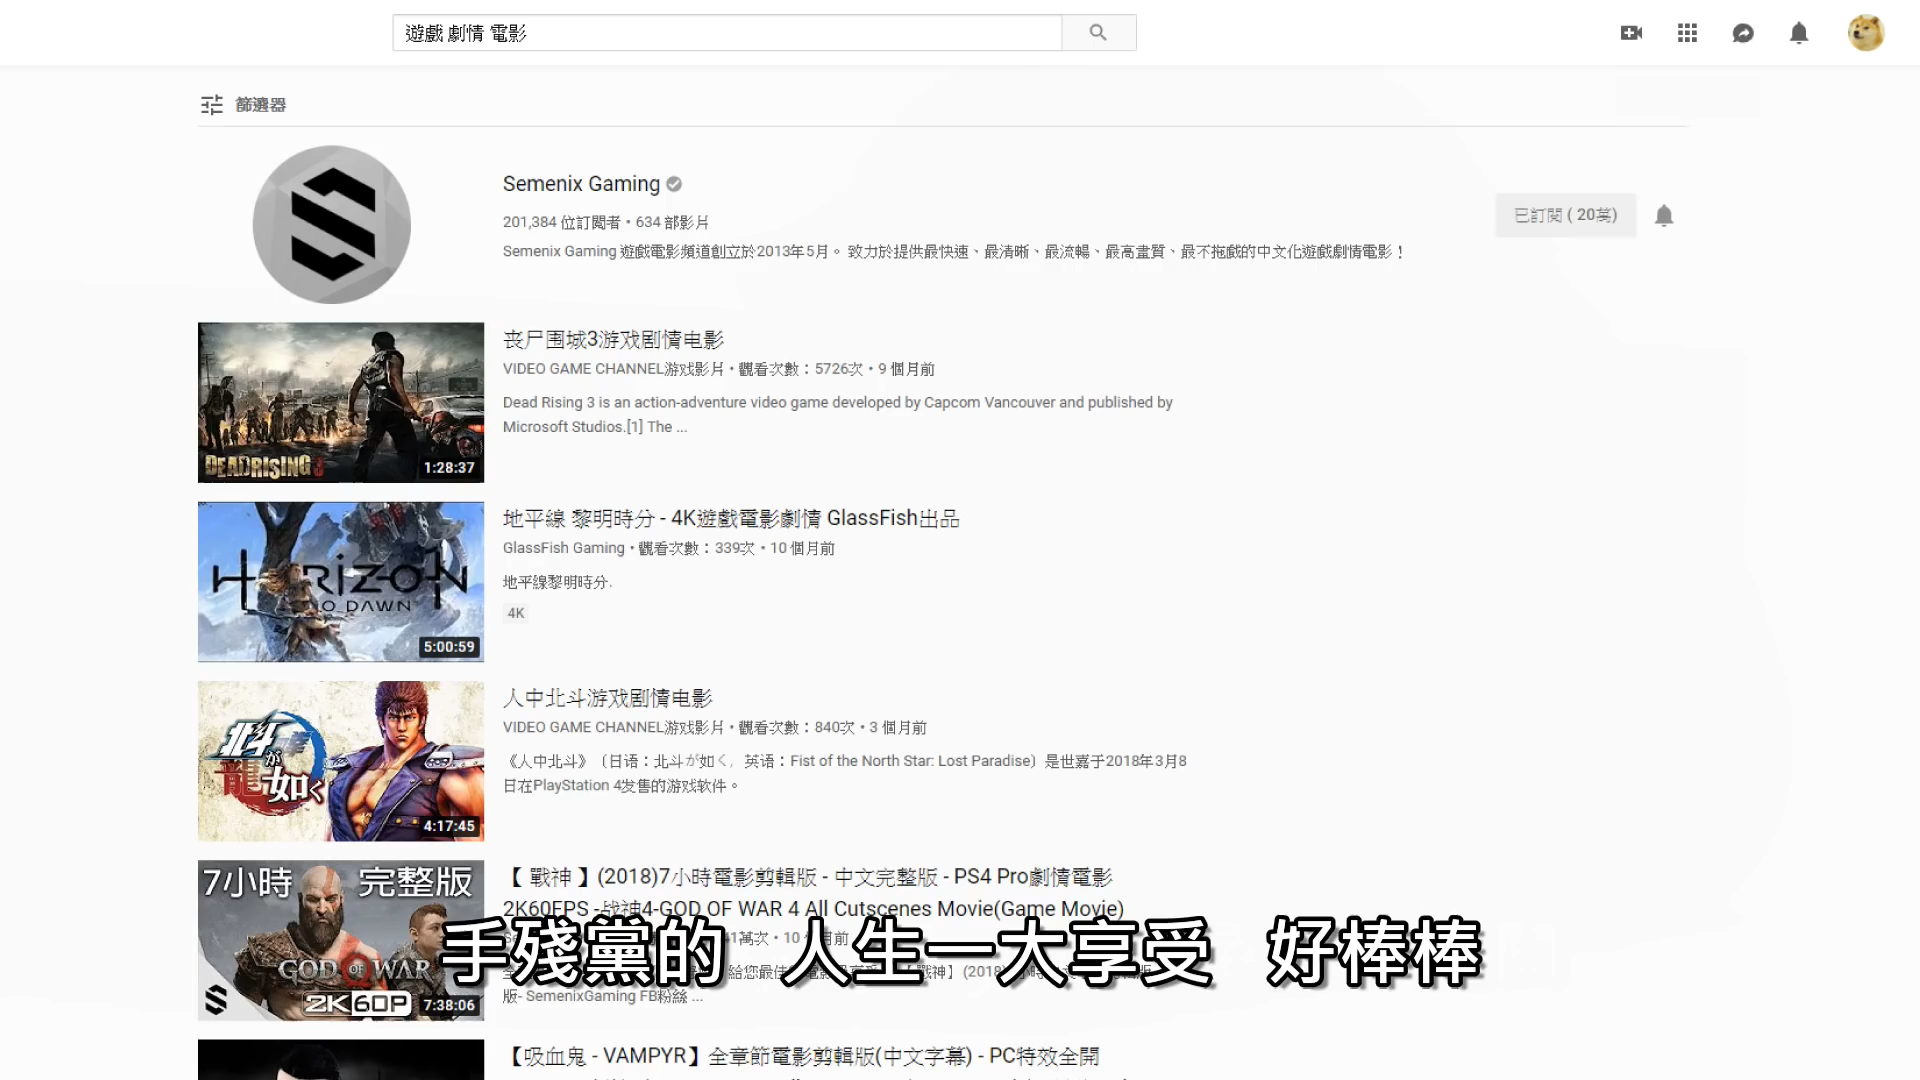 遊戲 劇情 電影
篩選器
Semenix Gaming
201,384 位訂閱者 • 634 部影片
Semenix Gaming 遊戲電影頻道創立於2013年5月。 致力於提供最快速、最清晰、最流暢、最高畫質、最不拖戲的中文化遊戲劇情電影！
已訂閱 ( 20萬)
DEADRISING 3
1:28:37
丧尸围城3游戏剧情电影
VIDEO GAME CHANNEL游戏影片 • 觀看次數：5726次 • 9 個月前
Dead Rising 3 is an action-adventure video game developed by Capcom Vancouver and published by
Microsoft Studios.[1] The ...
HORIZON
DAWN
5:00:59
地平線 黎明時分 - 4K遊戲電影劇情 GlassFish出品
GlassFish Gaming • 觀看次數：339次 • 10 個月前
地平線黎明時分.
4K
北斗が
龍如く
4:17:45
人中北斗游戏剧情电影
VIDEO GAME CHANNEL游戏影片 • 觀看次數：840次 • 3 個月前
《人中北斗》（日语：北斗が如く，英语：Fist of the North Star: Lost Paradise）是世嘉于2018年3月8
日在PlayStation 4发售的游戏软件。
7小時 完整版
GOD OF WAR
2K 60P
7:38:06
【 戰神 】(2018)7小時電影剪輯版 - 中文完整版 - PS4 Pro劇情電影
2K60FPS -战神4-GOD OF WAR 4 All Cutscenes Movie(Game Movie)
41萬次 • 10 個月前
版- SemenixGaming FB粉絲 ...
手殘黨的 人生一大享受 好棒棒
【吸血鬼 - VAMPYR】全章節電影剪輯版(中文字幕) - PC特效全開